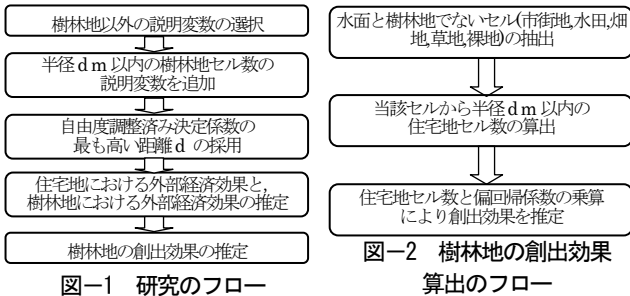 樹林地以外の説明変数の選択
半径ｄｍ以内の樹林地セル数の
説明変数を追加
自由度調整済み決定係数の
最も高い距離ｄ の採用
住宅地における外部経済効果と,
樹林地における外部経済効果の推定
樹林地の創出効果の推定
図－1 研究のフロー
水面と樹林地でないセル(市街地,水田,畑
地,草地,裸地)の抽出
当該セルから半径ｄｍ以内の
住宅地セル数の算出
住宅地セル数と偏回帰係数の乗算
により創出効果を推定
図－2 樹林地の創出効果
算出のフロー